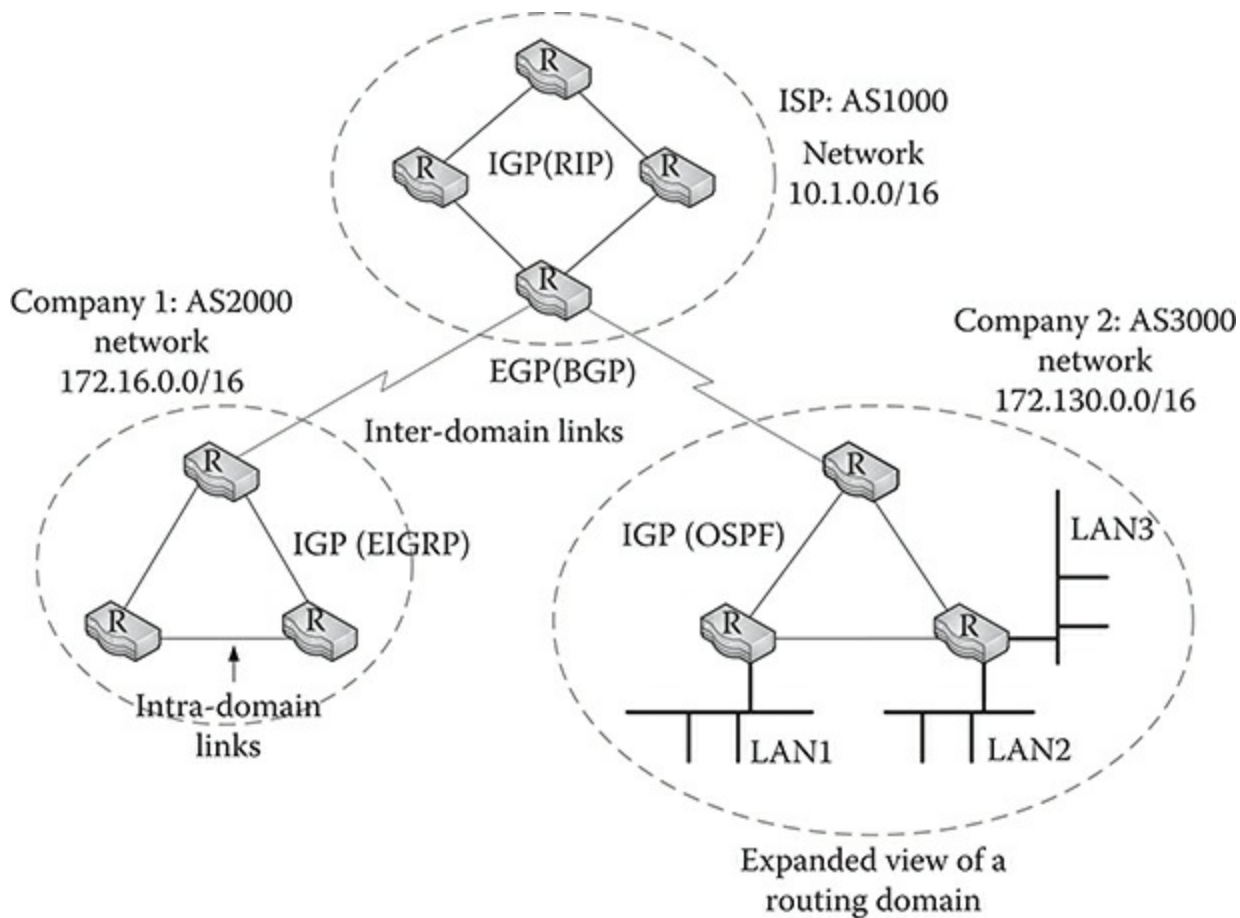 R
ISP: AS1000
R
IGP(RIP)
R
Network
10.1.0.0/16
R
Company 1: AS2000
network
172.16.0.0/16
EGP(BGP)
Company 2: AS3000
network
172.130.0.0/16
Inter-domain links
R
R
IGP (EIGRP)
IGP (OSPF)
LAN3
R
R
R
R
Intra-domain
links
LAN1
LAN2
Expanded view of a
routing domain